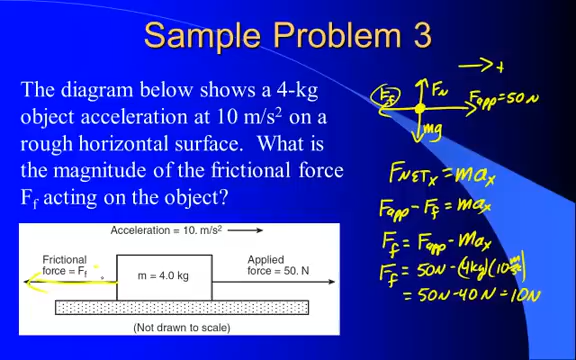 Sample Problem 3
The diagram below shows a 4-kg
object acceleration at 10 m/s²  on a
rough horizontal surface.  What is
the magnitude of the frictional force
Ff acting on the object?
Acceleration = 10. m/s²
Frictional
force = Ff
m = 4.0 kg
Applied
force = 50. N
(Not drawn to scale)
+
Ff
FN
Fapp = 50N
mg
FNETx = max
Fapp - Ff = max
Ff = Fapp - max
Ff = 50N - (4kg)(10 m/s²)
= 50N - 40N = 10N